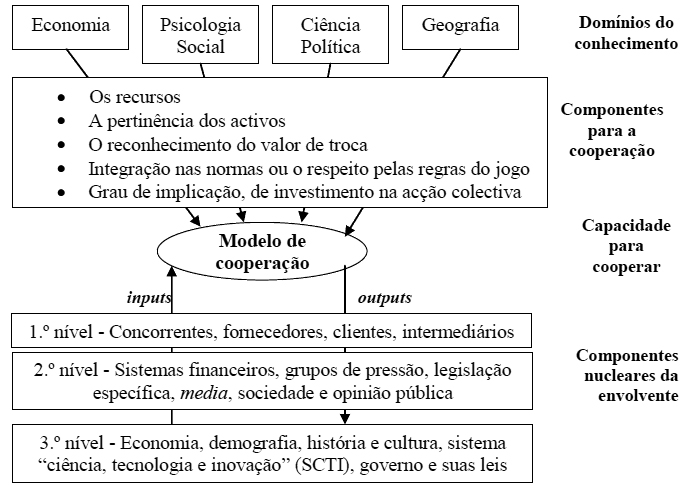 Economia
Psicologia
Social
Ciência
Política
Geografia
Domínios do
conhecimento
• Os recursos
• A pertinência dos activos
• O reconhecimento do valor de troca
• Integração nas normas ou o respeito pelas regras do jogo
• Grau de implicação, de investimento na acção colectiva
Componentes
para a
cooperação
Modelo de
cooperação
Capacidade
para
cooperar
inputs
outputs
1.º nível - Concorrentes, fornecedores, clientes, intermediários
2.º nível - Sistemas financeiros, grupos de pressão, legislação
específica, media, sociedade e opinião pública
3.º nível - Economia, demografia, história e cultura, sistema
“ciência, tecnologia e inovação” (SCTI), governo e suas leis
Componentes
nucleares da
envolvente